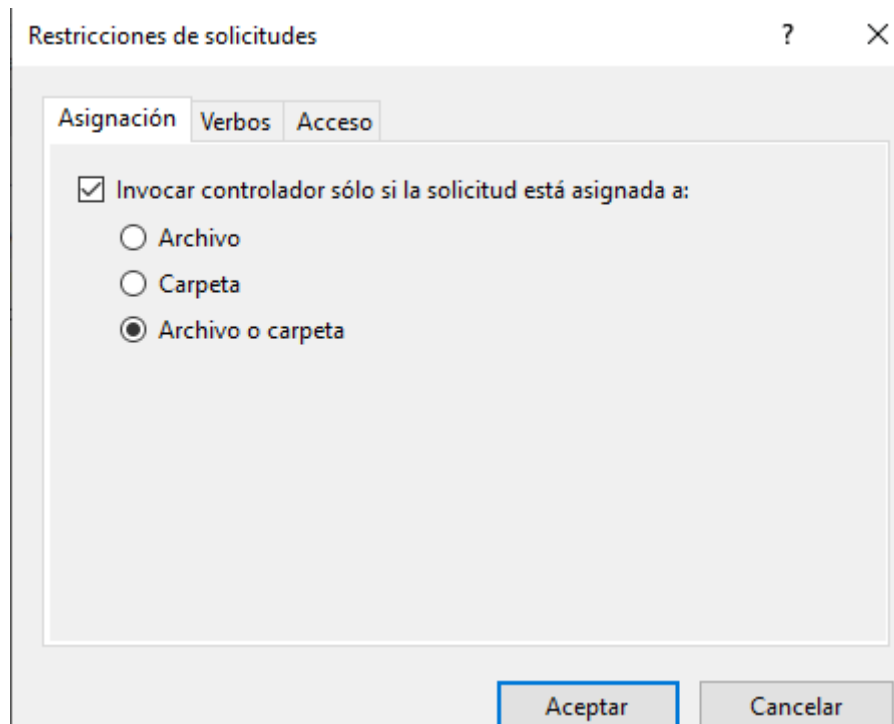 Restricciones de solicitudes ?
Asignación Verbos Acceso
Invocar controlador sólo si la solicitud está asignada a:
Archivo
Carpeta
Archivo o carpeta
Aceptar Cancelar